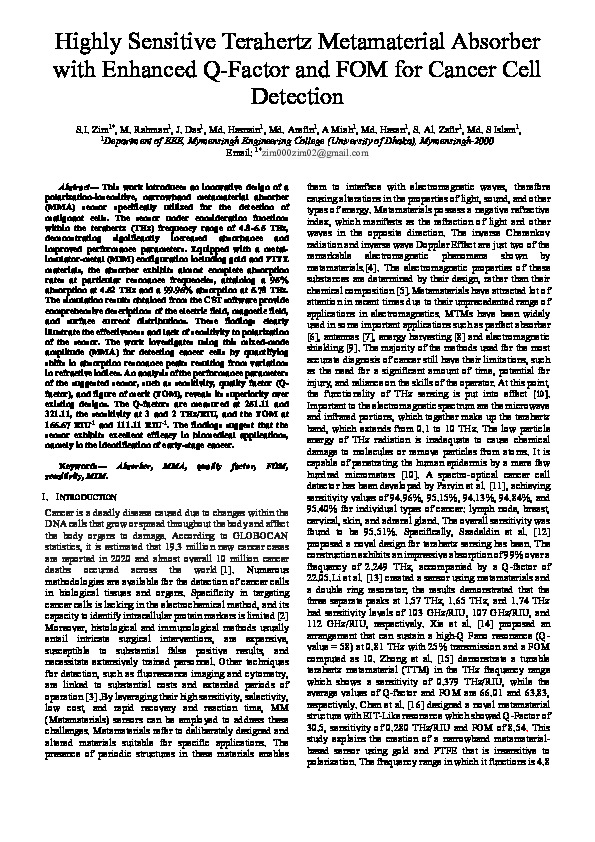 Highly Sensitive Terahertz Metamaterial Absorber
with Enhanced Q-Factor and FOM for Cancer Cell
Detection
S.I. Zim1*, M. Rahman1, J. Das1, Md. Hasnain1, Md. Arafin1, A Miah1, Md. Hasan1, S. Al. Zafir1, Md. S Islam1,
1Department of EEE, Mymensingh Engineering College (University of Dhaka), Mymensingh-2000
Email: 1*zim000zim02@gmail.com
Abstract— This work introduces an innovative design of a
polarization-insensitive, narrowband metamaterial absorber
(MMA) sensor specifically utilized for the detection of
malignant cells. The sensor under consideration functions
within the terahertz (THz) frequency range of 4.8-6.6 THz,
demonstrating significantly increased absorbance and
improved performance parameters. Equipped with a metal-
insulator-metal (MIM) configuration including gold and PTFE
materials, the absorber exhibits almost complete absorption
rates at particular resonance frequencies, attaining a 96%
absorption at 4.62 THz and a 99.96% absorption at 6.78 THz.
The simulation results obtained from the CST software provide
comprehensive descriptions of the electric field, magnetic field,
and surface current distributions. These findings clearly
illustrate the effectiveness and lack of sensitivity to polarization
of the sensor. The work investigates using this mixed-mode
amplitude (MMA) for detecting cancer cells by quantifying
shifts in absorption resonance peaks resulting from variations
in refractive indices. An analysis of the performance parameters
of the suggested sensor, such as sensitivity, quality factor (Q-
factor), and figure of merit (FOM), reveals its superiority over
existing designs. The Q-factors are measured at 261.11 and
321.11, the sensitivity at 3 and 2 THz/RIU, and the FOM at
166.67 RIU-1 and 111.11 RIU-1. The findings suggest that the
sensor exhibits excellent efficacy in biomedical applications,
namely in the identification of early-stage cancer.
Keywords— Absorber, MMA, quality factor, FOM,
sensitivity, MIM.
I. INTRODUCTION
Cancer is a deadly disease caused due to changes within the
DNA cells that grow or spread throughout the body and affect
the body organs to damage. According to GLOBOCAN
statistics, it is estimated that 19.3 million new cancer cases
are reported in 2020 and almost overall 10 million cancer
deaths occurred across the world [1]. Numerous
methodologies are available for the detection of cancer cells
in biological tissues and organs. Specificity in targeting
cancer cells is lacking in the electrochemical method, and its
capacity to identify intracellular protein markers is limited [2]
Moreover, histological and immunological methods usually
entail intricate surgical interventions, are expensive,
susceptible to substantial false positive results, and
necessitate extensively trained personnel. Other techniques
for detection, such as fluorescence imaging and cytometry,
are linked to substantial costs and extended periods of
operation [3]. By leveraging their high sensitivity, selectivity,
low cost, and rapid recovery and reaction time, MM
(Metamaterials) sensors can be employed to address these
challenges. Metamaterials refer to deliberately designed and
altered materials suitable for specific applications. The
presence of periodic structures in these materials enables
them to interface with electromagnetic waves, therefore
causing alterations in the properties of light, sound, and other
types of energy. Metamaterials possess a negative refractive
index, which manifests as the refraction of light and other
waves in the opposite direction. The inverse Cherenkov
radiation and inverse wave Doppler Effect are just two of the
remarkable electromagnetic phenomena shown by
metamaterials.[4]. The electromagnetic properties of these
substances are determined by their design, rather than their
chemical composition [5]. Metamaterials have attracted lot of
attention in recent times due to their unprecedented range of
applications in electromagnetics. MTMs have been widely
used in some important applications such as perfect absorber
[6], antennas [7], energy harvesting [8] and electromagnetic
shielding [9]. The majority of the methods used for the most
accurate diagnosis of cancer still have their limitations, such
as the need for a significant amount of time, potential for
injury, and reliance on the skills of the operator. At this point,
the functionality of THz sensing is put into effect [10].
Important to the electromagnetic spectrum are the microwave
and infrared portions, which together make up the terahertz
band, which extends from 0.1 to 10 THz. The low particle
energy of THz radiation is inadequate to cause chemical
damage to molecules or remove particles from atoms. It is
capable of penetrating the human epidermis by a mere few
hundred micrometers [10]. A spectro-optical cancer cell
detector has been developed by Parvin et al. [11], achieving
sensitivity values of 94.96%, 95.15%, 94.13%, 94.84%, and
95.40% for individual types of cancer: lymph node, breast,
cervical, skin, and adrenal gland. The overall sensitivity was
found to be 95.51%. Specifically, Saadeldin et al. [12]
proposed a novel design for terahertz sensing has been. The
construction exhibits an impressive absorption of 99% over a
frequency of 2.249 THz, accompanied by a Q-factor of
22.05.Li et al. [13] created a sensor using metamaterials and
a double ring resonator, the results demonstrated that the
three separate peaks at 1.57 THz, 1.65 THz, and 1.74 THz
had sensitivity levels of 103 GHz/RIU, 107 GHz/RIU, and
112 GHz/RIU, respectively. Xie et al. [14] proposed an
arrangement that can sustain a high-Q Fano resonance (Q-
value = 58) at 0.81 THz with 25% transmission and a FOM
computed as 10. Zhong et al. [15] demonstrate a tunable
terahertz metamaterial (TTM) in the THz frequency range
which shows a sensitivity of 0.379 THz/RIU, while the
average values of Q-factor and FOM are 66.01 and 63.83,
respectively. Chen et al. [16] designed a novel metamaterial
structure with EIT-Like resonance which showed Q-Factor of
30.5, sensitivity of 0.280 THz/RIU and FOM of 8.54. This
study explains the creation of a narrowband metamaterial-
based sensor using gold and PTFE that is insensitive to
polarization. The frequency range in which it functions is 4.8